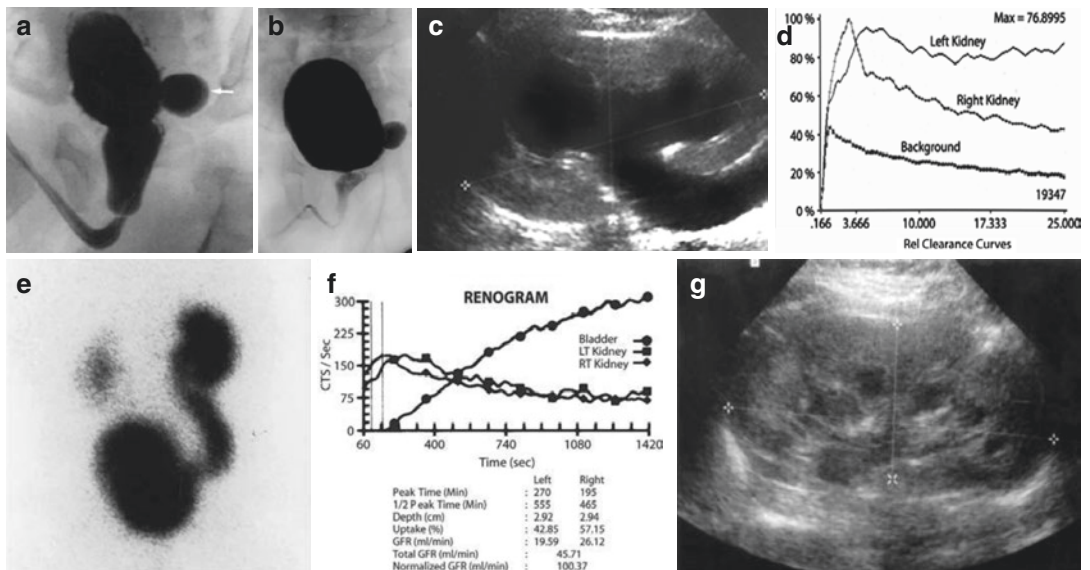 a
b
c
d
Max = 76.8995
100 %
80 %
60 %
40 %
20 %
0 %
Left Kidney
Right Kidney
Background
19347
.166 3.666 10.000 17.333 25.000
Rel Clearance Curves
e
f
RENOGRAM
CTS / Sec
300
225
150
75
0
Bladder
LT Kidney
RT Kidney
60 400 740 1080 1420
Time (sec)
Left Right
Peak Time (Min) : 270 195
1/2 Peak Time (Min) : 555 465
Depth (cm) : 2.92 2.94
Uptake (%) : 42.85 57.15
GFR (ml/min) : 19.59 26.12
Total GFR (ml/min) : 45.71
Normalized GFR (ml/min) : 100.37
g